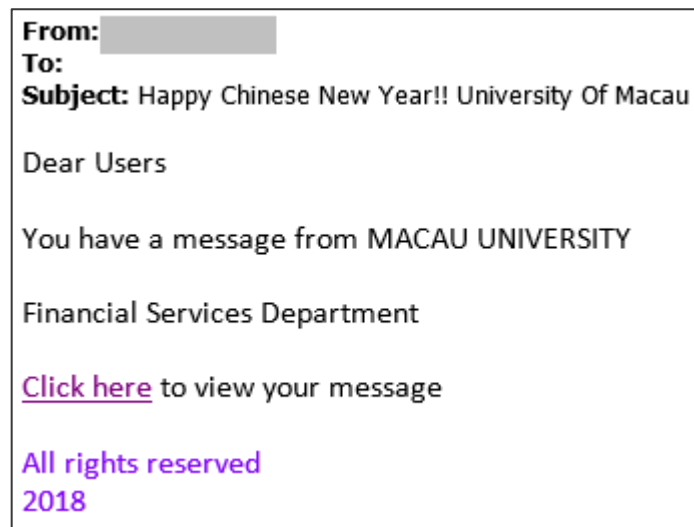 From:
To:
Subject: Happy Chinese New Year!! University Of Macau
Dear Users
You have a message from MACAU UNIVERSITY
Financial Services Department
Click here to view your message
All rights reserved
2018